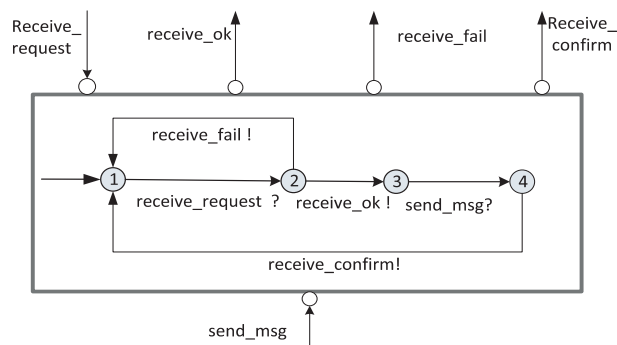 Receive_
request
receive_ok
receive_fail
Receive_
confirm
receive_fail !
1
2
3
4
receive_request ?
receive_ok !
send_msg?
receive_confirm!
send_msg